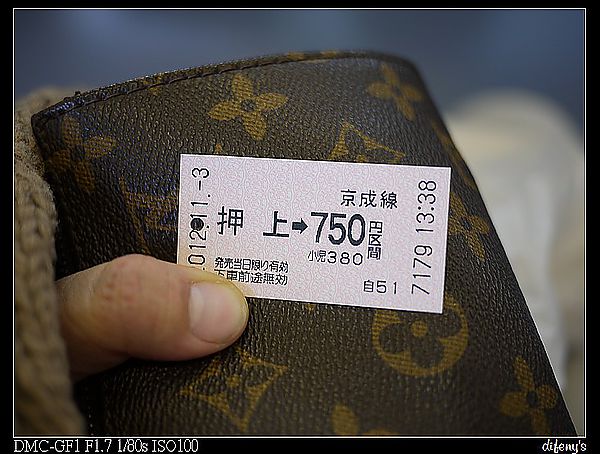 京成線
押上➡750円区間
小児380
発売当日限り有効
下車前途無効
自51
2012.11.-3
7179 13:38
DMC-GF1 F1.7 1/80s ISO100
difeny's